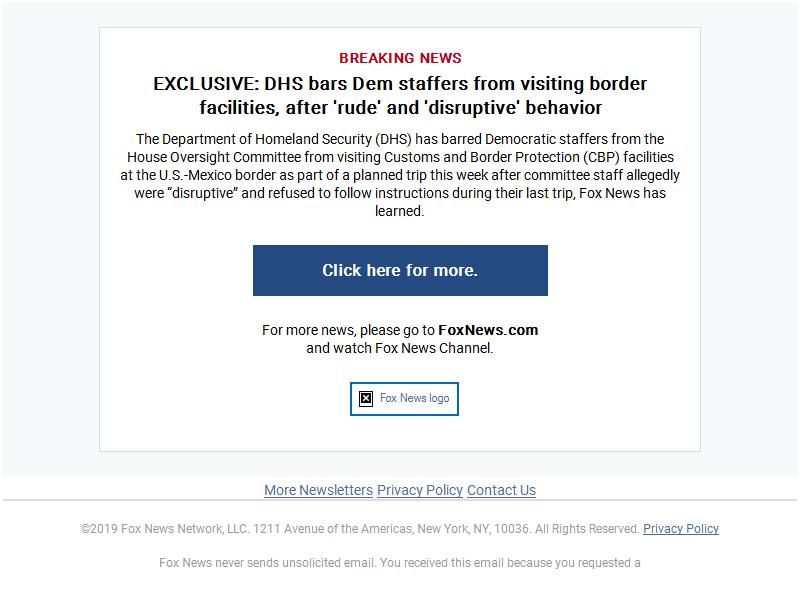 BREAKING NEWS
EXCLUSIVE: DHS bars Dem staffers from visiting border
facilities, after 'rude' and 'disruptive' behavior
The Department of Homeland Security (DHS) has barred Democratic staffers from the
House Oversight Committee from visiting Customs and Border Protection (CBP) facilities
at the U.S.-Mexico border as part of a planned trip this week after committee staff allegedly
were “disruptive” and refused to follow instructions during their last trip, Fox News has
learned.
Click here for more.
For more news, please go to FoxNews.com
and watch Fox News Channel.
Fox News logo
More Newsletters Privacy Policy Contact Us
©2019 Fox News Network, LLC. 1211 Avenue of the Americas, New York, NY, 10036. All Rights Reserved. Privacy Policy
Fox News never sends unsolicited email. You received this email because you requested a